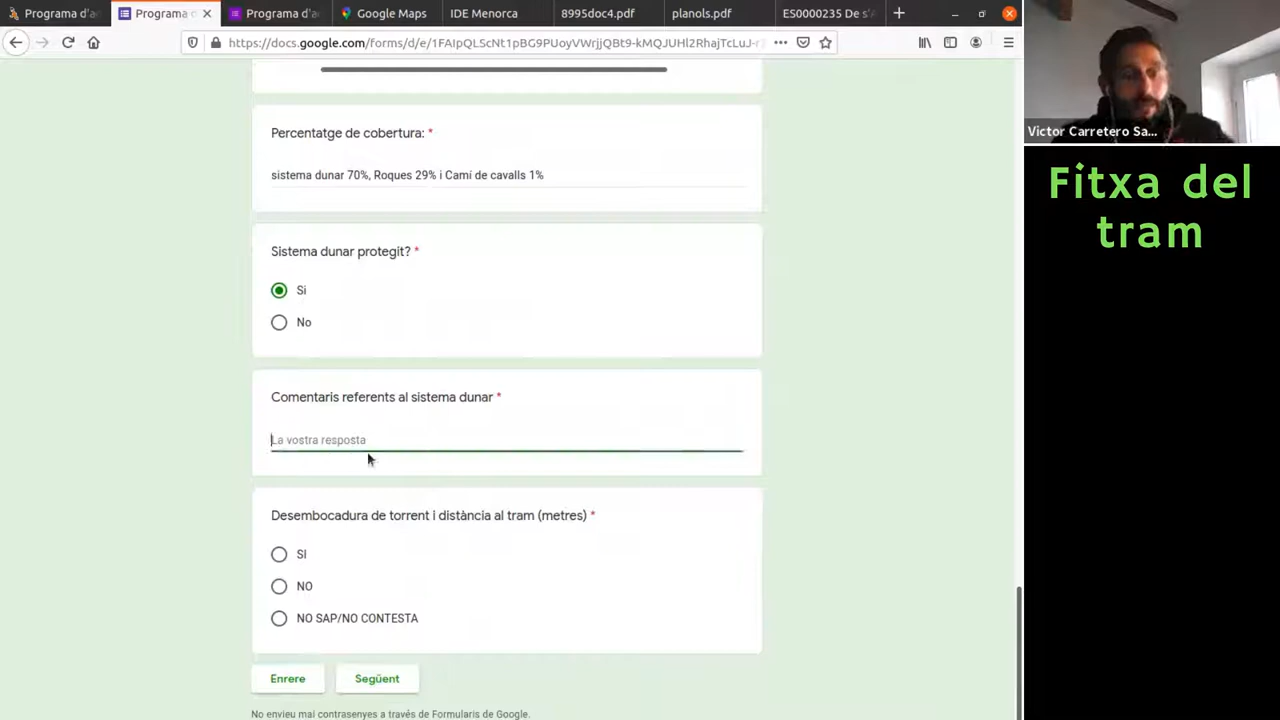 Programa d'a
Programa d
Programa d'a
Google Maps
IDE Menorca
8995doc4.pdf
planols.pdf
ES0000235 De s'A
https://docs.google.com/forms/d/e/1FAIpQLScNt1pBG9PUoyVWrjjQBt9-kMQJUHl2RhajTcLuJ-r
Victor Carretero Sa...
Fitxa del
tram
Percentatge de cobertura: *
sistema dunar 70%, Roques 29% i Camí de cavalls 1%
Sistema dunar protegit? *
Si
No
Comentaris referents al sistema dunar *
La vostra resposta
Desembocadura de torrent i distància al tram (metres) *
SI
NO
NO SAP/NO CONTESTA
Enrere
Següent
No envieu mai contrasenyes a través de Formularis de Google.